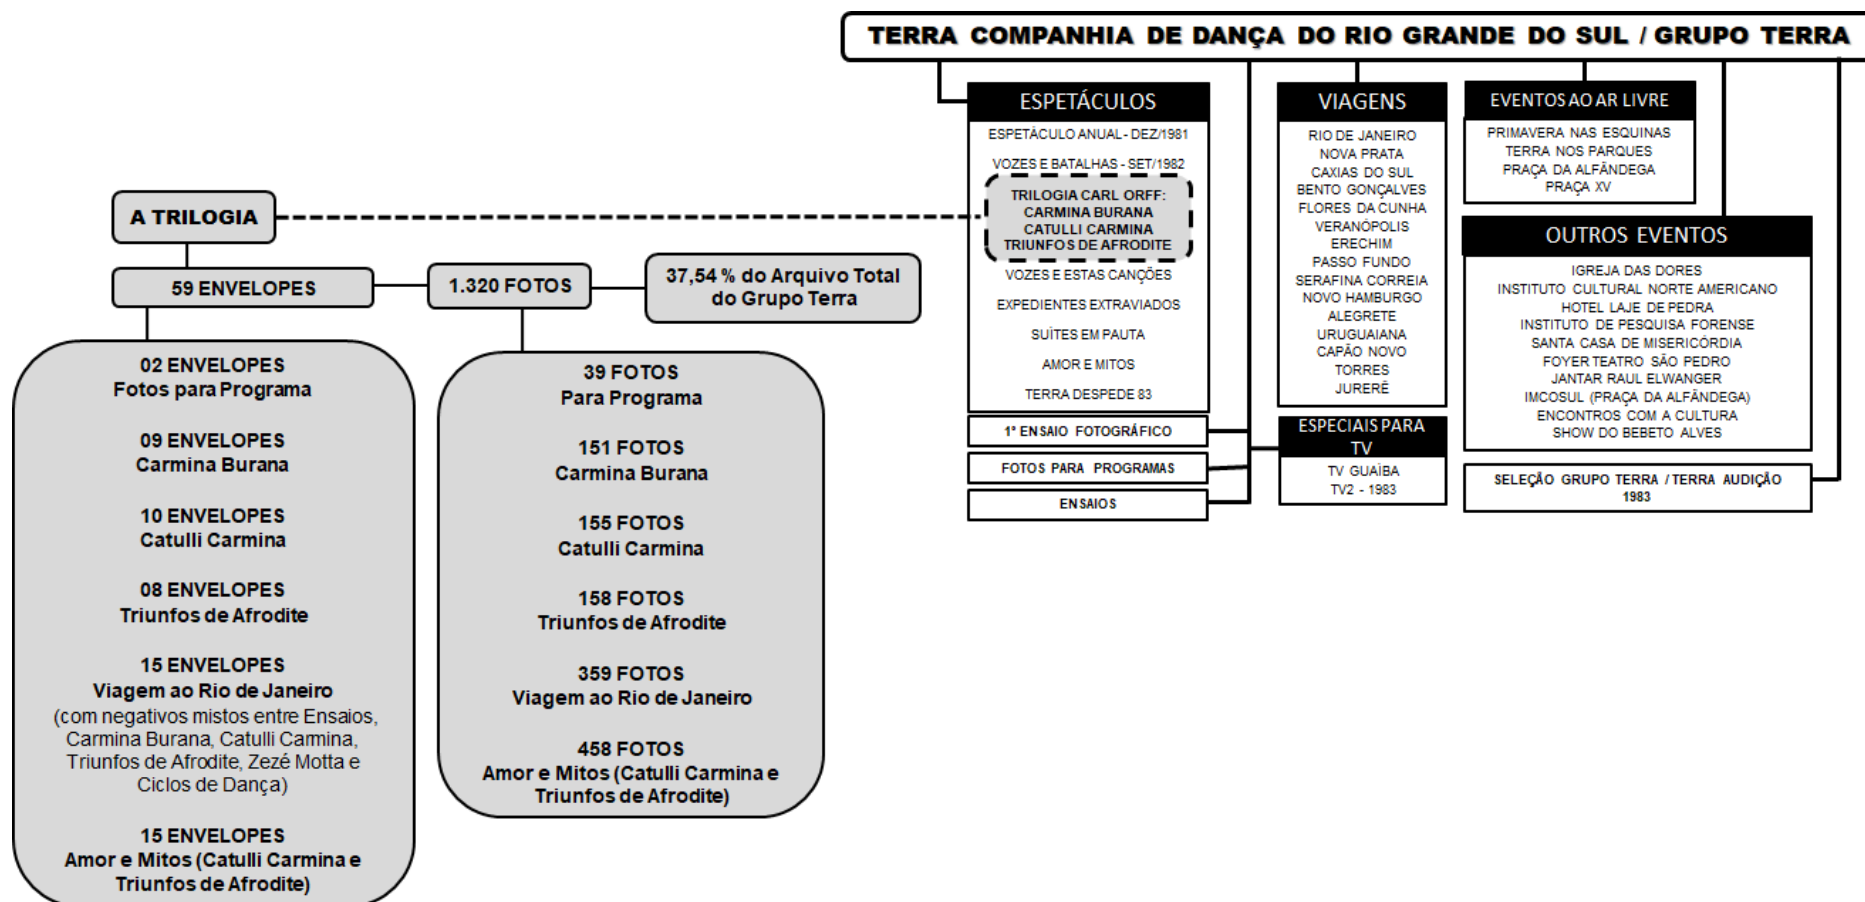 TERRA COMPANHIA DE DANÇA DO RIO GRANDE DO SUL / GRUPO TERRA
A TRILOGIA
59 ENVELOPES
1.320 FOTOS
37,54 % do Arquivo Total
do Grupo Terra
02 ENVELOPES
Fotos para Programa
09 ENVELOPES
Carmina Burana
10 ENVELOPES
Catulli Carmina
08 ENVELOPES
Triunfos de Afrodite
15 ENVELOPES
Viagem ao Rio de Janeiro
(com negativos mistos entre Ensaios,
Carmina Burana, Catulli Carmina,
Triunfos de Afrodite, Zezé Motta e
Ciclos de Dança)
15 ENVELOPES
Amor e Mitos (Catulli Carmina e
Triunfos de Afrodite)
39 FOTOS
Para Programa
151 FOTOS
Carmina Burana
155 FOTOS
Catulli Carmina
158 FOTOS
Triunfos de Afrodite
359 FOTOS
Viagem ao Rio de Janeiro
458 FOTOS
Amor e Mitos (Catulli Carmina e
Triunfos de Afrodite)
ESPETÁCULOS
ESPETÁCULO ANUAL - DEZ/1981
VOZES E BATALHAS - SET/1982
TRILOGIA CARL ORFF:
CARMINA BURANA
CATULLI CARMINA
TRIUNFOS DE AFRODITE
VOZES E ESTAS CANÇÕES
EXPEDIENTES EXTRAVIADOS
SUÍTES EM PAUTA
AMOR E MITOS
TERRA DESPEDE 83
1º ENSAIO FOTOGRÁFICO
FOTOS PARA PROGRAMAS
ENSAIOS
VIAGENS
RIO DE JANEIRO
NOVA PRATA
CAXIAS DO SUL
BENTO GONÇALVES
FLORES DA CUNHA
VERANÓPOLIS
ERECHIM
PASSO FUNDO
SERAFINA CORREIA
NOVO HAMBURGO
ALEGRETE
URUGUAIANA
CAPÃO NOVO
TORRES
JURERÊ
ESPECIAIS PARA
TV
TV GUAÍBA
TV2 - 1983
EVENTOS AO AR LIVRE
PRIMAVERA NAS ESQUINAS
TERRA NOS PARQUES
PRAÇA DA ALFÂNDEGA
PRAÇA XV
OUTROS EVENTOS
IGREJA DAS DORES
INSTITUTO CULTURAL NORTE AMERICANO
HOTEL LAJE DE PEDRA
INSTITUTO DE PESQUISA FORENSE
SANTA CASA DE MISERICÓRDIA
FOYER TEATRO SÃO PEDRO
JANTAR RAUL ELWANGER
IMCOSUL (PRAÇA DA ALFÂNDEGA)
ENCONTROS COM A CULTURA
SHOW DO BEBETO ALVES
SELEÇÃO GRUPO TERRA / TERRA AUDIÇÃO
1983